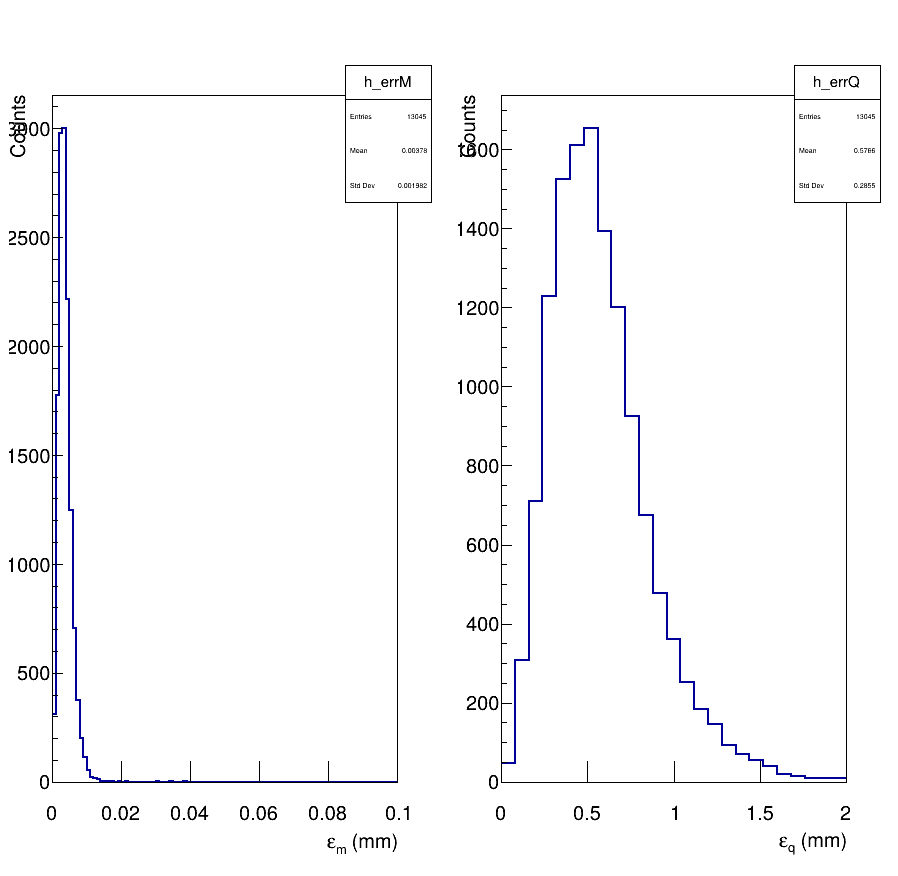 h_errM
Entries 13045
Mean 0.00378
Std Dev 0.001982
Counts
3000
2500
2000
1500
1000
500
0
0 0.02 0.04 0.06 0.08 0.1
εm (mm)
h_errQ
Entries 13045
Mean 0.5766
Std Dev 0.2855
Counts
1600
1400
1200
1000
800
600
400
200
0
0 0.5 1 1.5 2
εq (mm)